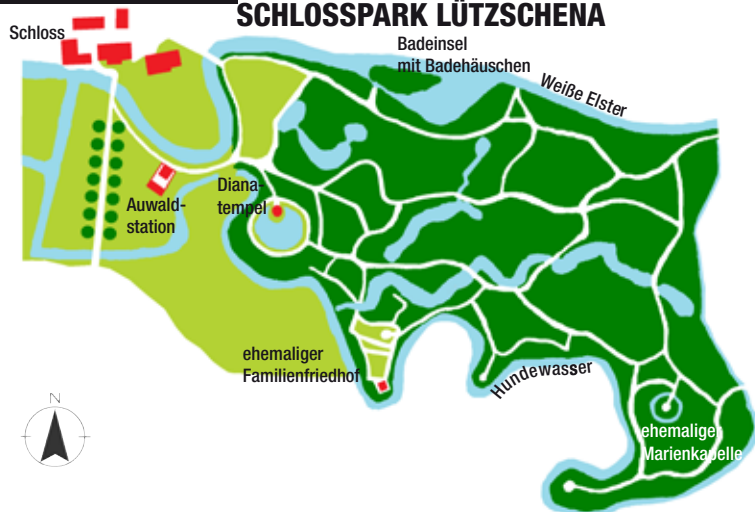 SCHLOSSPARK LÜTZSCHENA
Schloss
Badeinsel
mit Badehäuschen
Weiße Elster
Diana-
tempel
Auwald-
station
ehemaliger
Familienfriedhof
Hundewasser
N
ehemalige
Marienkapelle